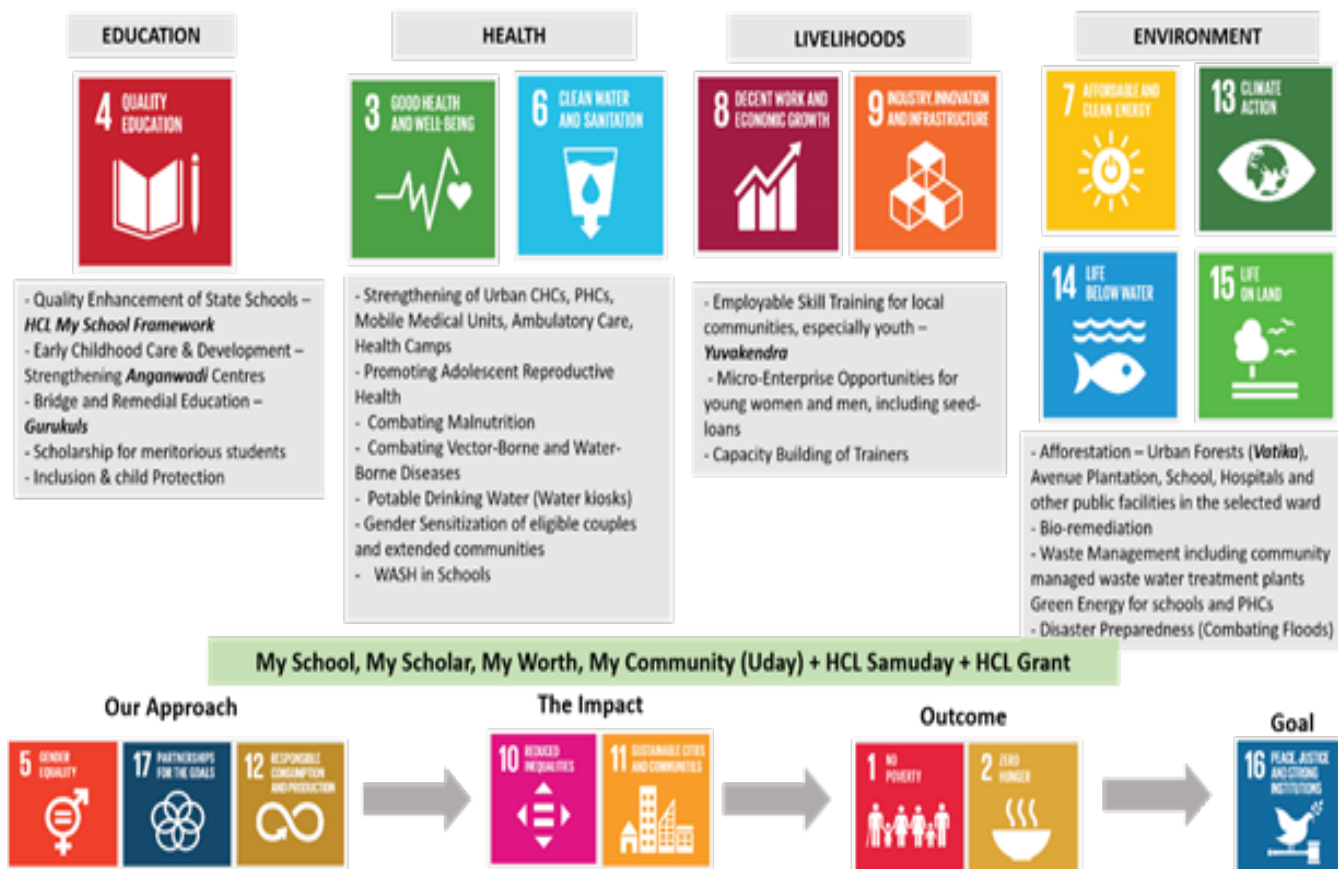 EDUCATION
4 QUALITY
EDUCATION
- Quality Enhancement of State Schools –
HCL My School Framework
- Early Childhood Care & Development –
Strengthening Anganwadi Centres
- Bridge and Remedial Education –
Gurukuls
- Scholarship for meritorious students
- Inclusion & child Protection
HEALTH
3 GOOD HEALTH
AND WELL-BEING
6 CLEAN WATER
AND SANITATION
- Strengthening of Urban CHCs, PHCs,
Mobile Medical Units, Ambulatory Care,
Health Camps
- Promoting Adolescent Reproductive
Health
- Combating Malnutrition
- Combating Vector-Borne and Water-
Borne Diseases
- Potable Drinking Water (Water kiosks)
- Gender Sensitization of eligible couples
and extended communities
- WASH in Schools
LIVELIHOODS
8 DECENT WORK AND
ECONOMIC GROWTH
9 INDUSTRY, INNOVATION
AND INFRASTRUCTURE
- Employable Skill Training for local
communities, especially youth –
Yuvakendra
- Micro-Enterprise Opportunities for
young women and men, including seed-
loans
- Capacity Building of Trainers
ENVIRONMENT
7 AFFORDABLE AND
CLEAN ENERGY
13 CLIMATE
ACTION
14 LIFE
BELOW WATER
15 LIFE
ON LAND
- Afforestation – Urban Forests (Vatika),
Avenue Plantation, School, Hospitals and
other public facilities in the selected ward
- Bio-remediation
- Waste Management including community
managed waste water treatment plants
Green Energy for schools and PHCs
- Disaster Preparedness (Combating Floods)
My School, My Scholar, My Worth, My Community (Uday) + HCL Samuday + HCL Grant
Our Approach
5 GENDER
EQUALITY
17 PARTNERSHIPS
FOR THE GOALS
12 RESPONSIBLE
CONSUMPTION
AND PRODUCTION
The Impact
10 REDUCED
INEQUALITIES
11 SUSTAINABLE CITIES
AND COMMUNITIES
Outcome
1 NO
POVERTY
2 ZERO
HUNGER
Goal
16 PEACE, JUSTICE
AND STRONG
INSTITUTIONS